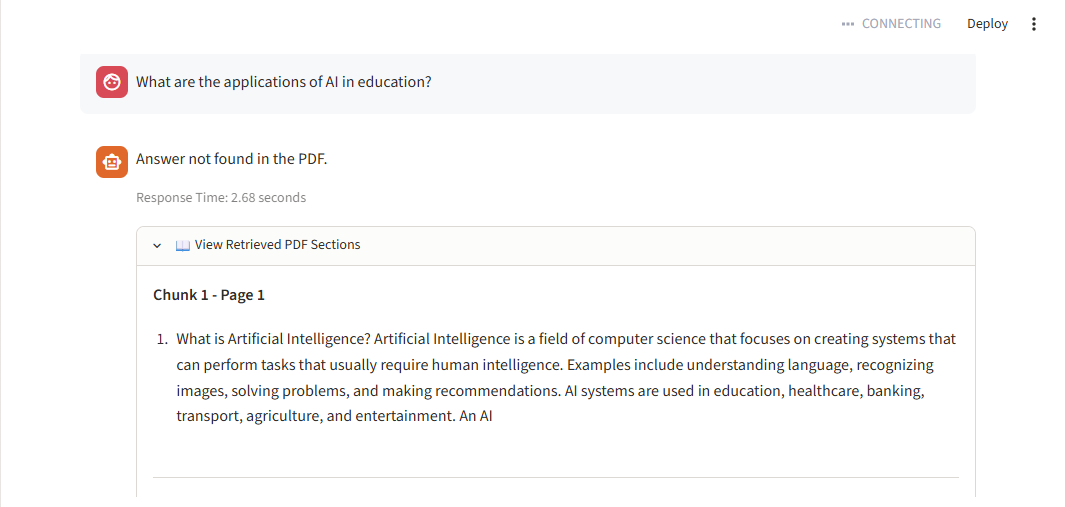 CONNECTING Deploy
What are the applications of AI in education?
Answer not found in the PDF.
Response Time: 2.68 seconds
View Retrieved PDF Sections
Chunk 1 - Page 1
1. What is Artificial Intelligence? Artificial Intelligence is a field of computer science that focuses on creating systems that
can perform tasks that usually require human intelligence. Examples include understanding language, recognizing
images, solving problems, and making recommendations. AI systems are used in education, healthcare, banking,
transport, agriculture, and entertainment. An AI